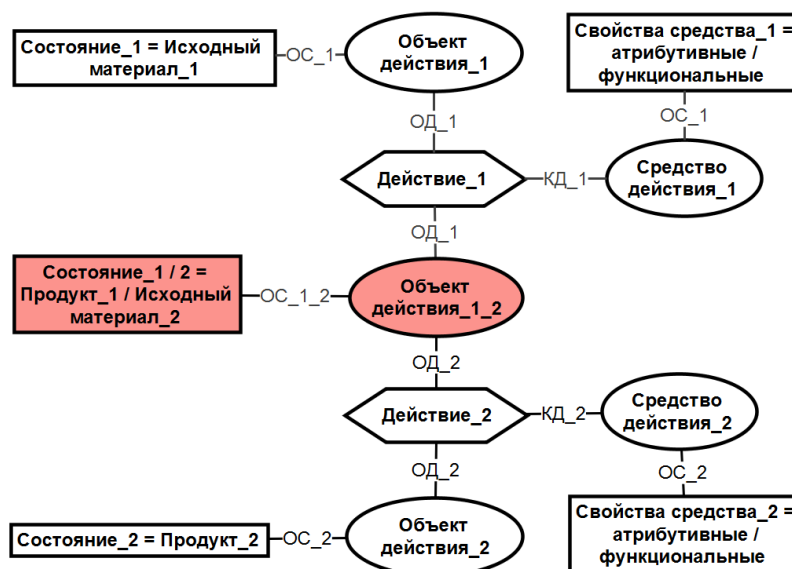 Состояние_1 = Исходный
материал_1
ОС_1
Объект
действия_1
Свойства средства_1 =
атрибутивные /
функциональные
ОС_1
ОД_1
Действие_1
КД_1
Средство
действия_1
ОД_1
Состояние_1 / 2 =
Продукт_1 / Исходный
материал_2
ОС_1_2
Объект
действия_1_2
ОД_2
Действие_2
КД_2
Средство
действия_2
ОД_2
ОС_2
Состояние_2 = Продукт_2
ОС_2
Объект
действия_2
Свойства средства_2 =
атрибутивные /
функциональные